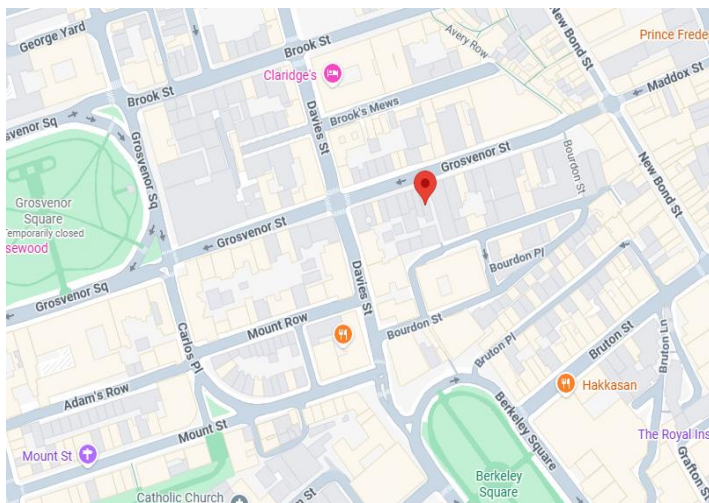 George Yard
Brook St
Avery Row
New Bond St
Prince Frede
Claridge's
Brook St
Maddox St
Brook's Mews
svenor Sq
Grosvenor Sq
Davies St
Grosvenor St
Bourdon St
Grosvenor
Square
Temporarily closed
sewood
Grosvenor St
New Bond St
Bourdon Pl
Grosvenor Sq
Davies St
Mount Row
Bourdon St
Carlos Pl
Bruton Pl
Bruton St
Bruton Ln
Adam's Row
Hakkasan
Berkeley Square
Mount St
Mount St
The Royal Ins
Grafton St
Berkeley
Square
Catholic Church